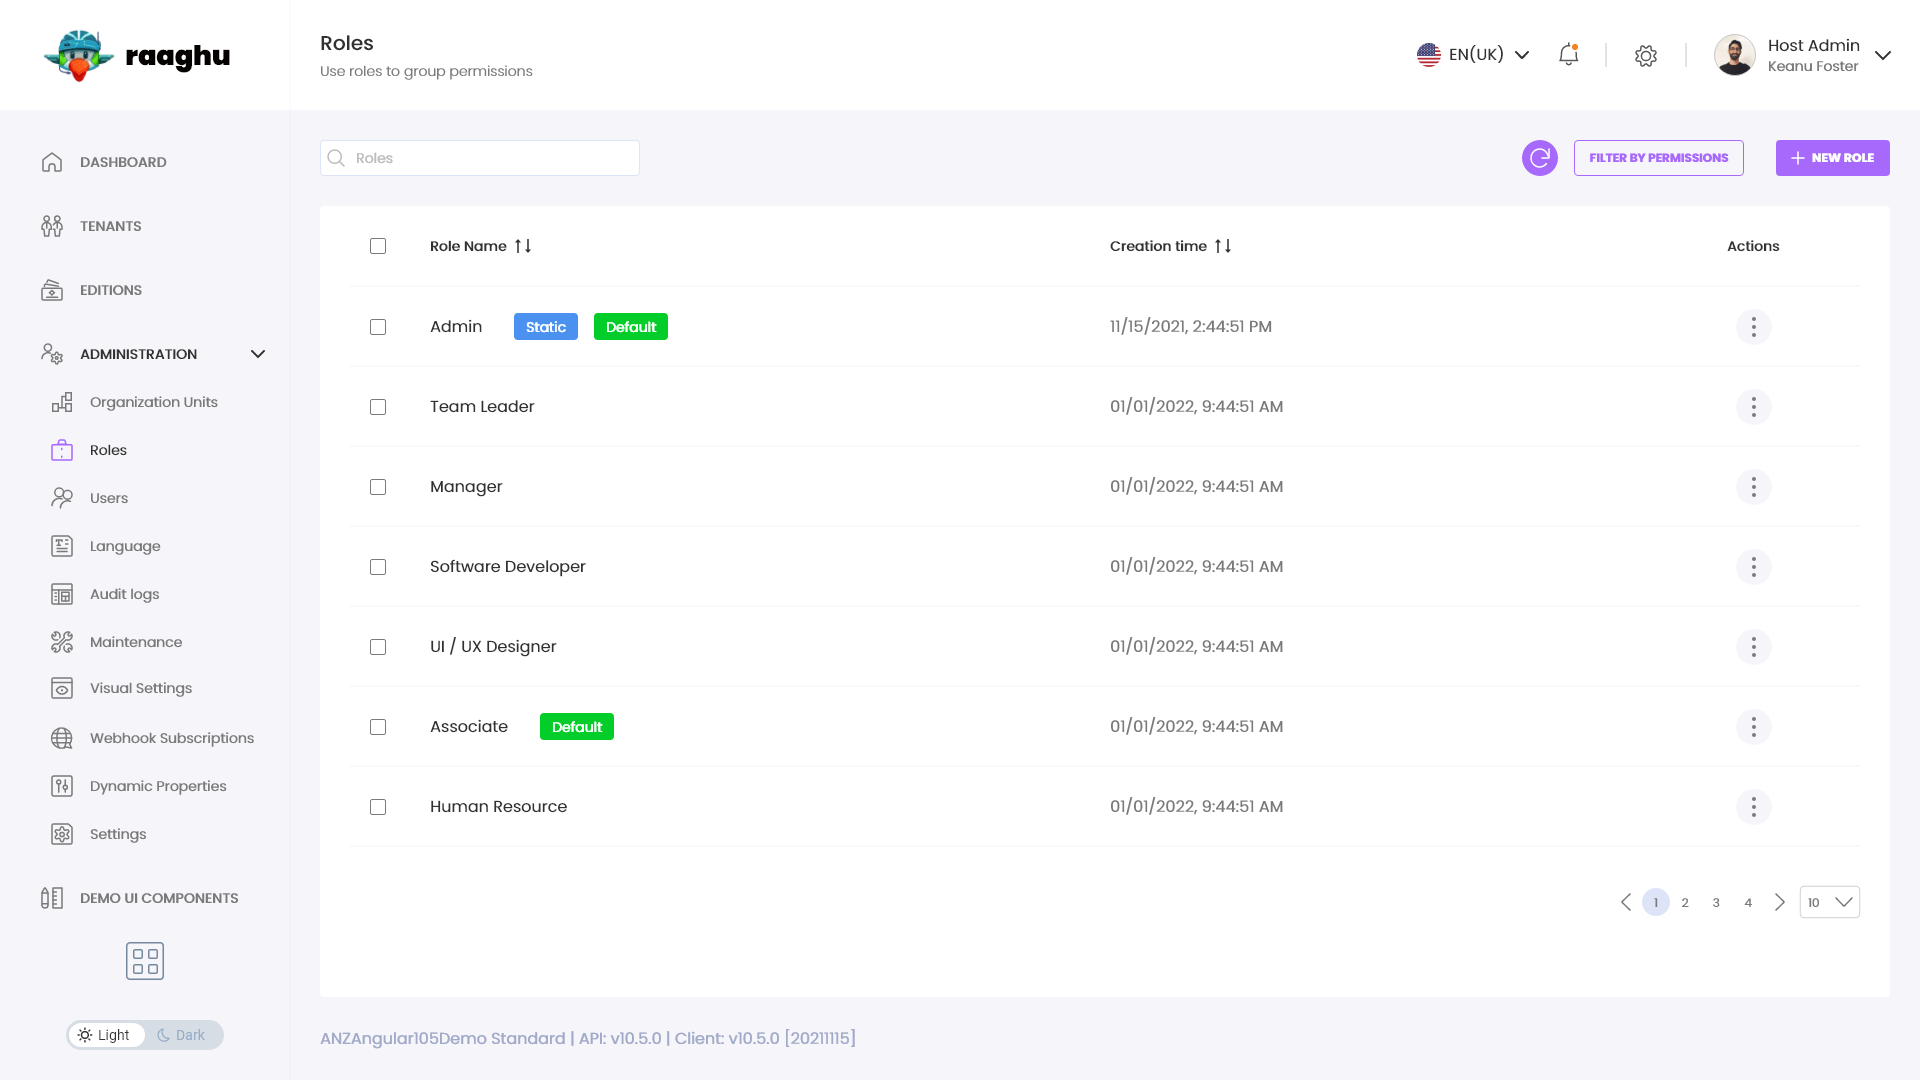 raaghu
Roles
Use roles to group permissions
EN(UK)
Host Admin
Keanu Foster
DASHBOARD
TENANTS
EDITIONS
ADMINISTRATION
Organization Units
Roles
Users
Language
Audit logs
Maintenance
Visual Settings
Webhook Subscriptions
Dynamic Properties
Settings
DEMO UI COMPONENTS
Light Dark
Roles
FILTER BY PERMISSIONS
NEW ROLE
Role Name Creation time Actions
Admin Static Default 11/15/2021, 2:44:51 PM
Team Leader 01/01/2022, 9:44:51 AM
Manager 01/01/2022, 9:44:51 AM
Software Developer 01/01/2022, 9:44:51 AM
UI / UX Designer 01/01/2022, 9:44:51 AM
Associate Default 01/01/2022, 9:44:51 AM
Human Resource 01/01/2022, 9:44:51 AM
1 2 3 4 10
ANZAngular105Demo Standard | API: v10.5.0 | Client: v10.5.0 [20211115]